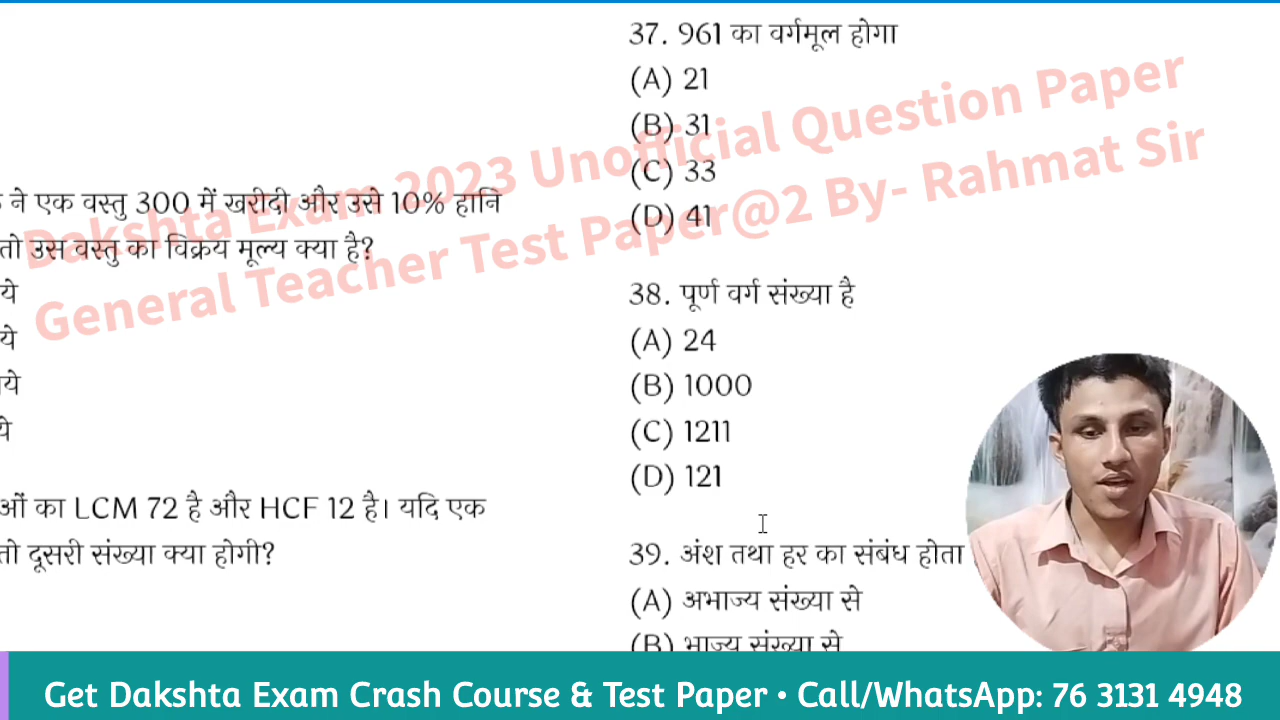 ने एक वस्तु 300 में खरीदी और उसे 10% हानि
तो उस वस्तु का विक्रय मूल्य क्या है?
ये
ये
ये
ये
का LCM 72 है और HCF 12 है। यदि एक
तो दूसरी संख्या क्या होगी?
37. 961 का वर्गमूल होगा
(A) 21
(B) 31
(C) 33
(D) 41
38. पूर्ण वर्ग संख्या है
(A) 24
(B) 1000
(C) 1211
(D) 121
39. अंश तथा हर का संबंध होता
(A) अभाज्य संख्या से
(B) भाज्य संख्या से
Dakshta Exam 2023 Unofficial Question Paper
General Teacher Test Paper@2 By- Rahmat Sir
Get Dakshta Exam Crash Course & Test Paper • Call/WhatsApp: 76 3131 4948